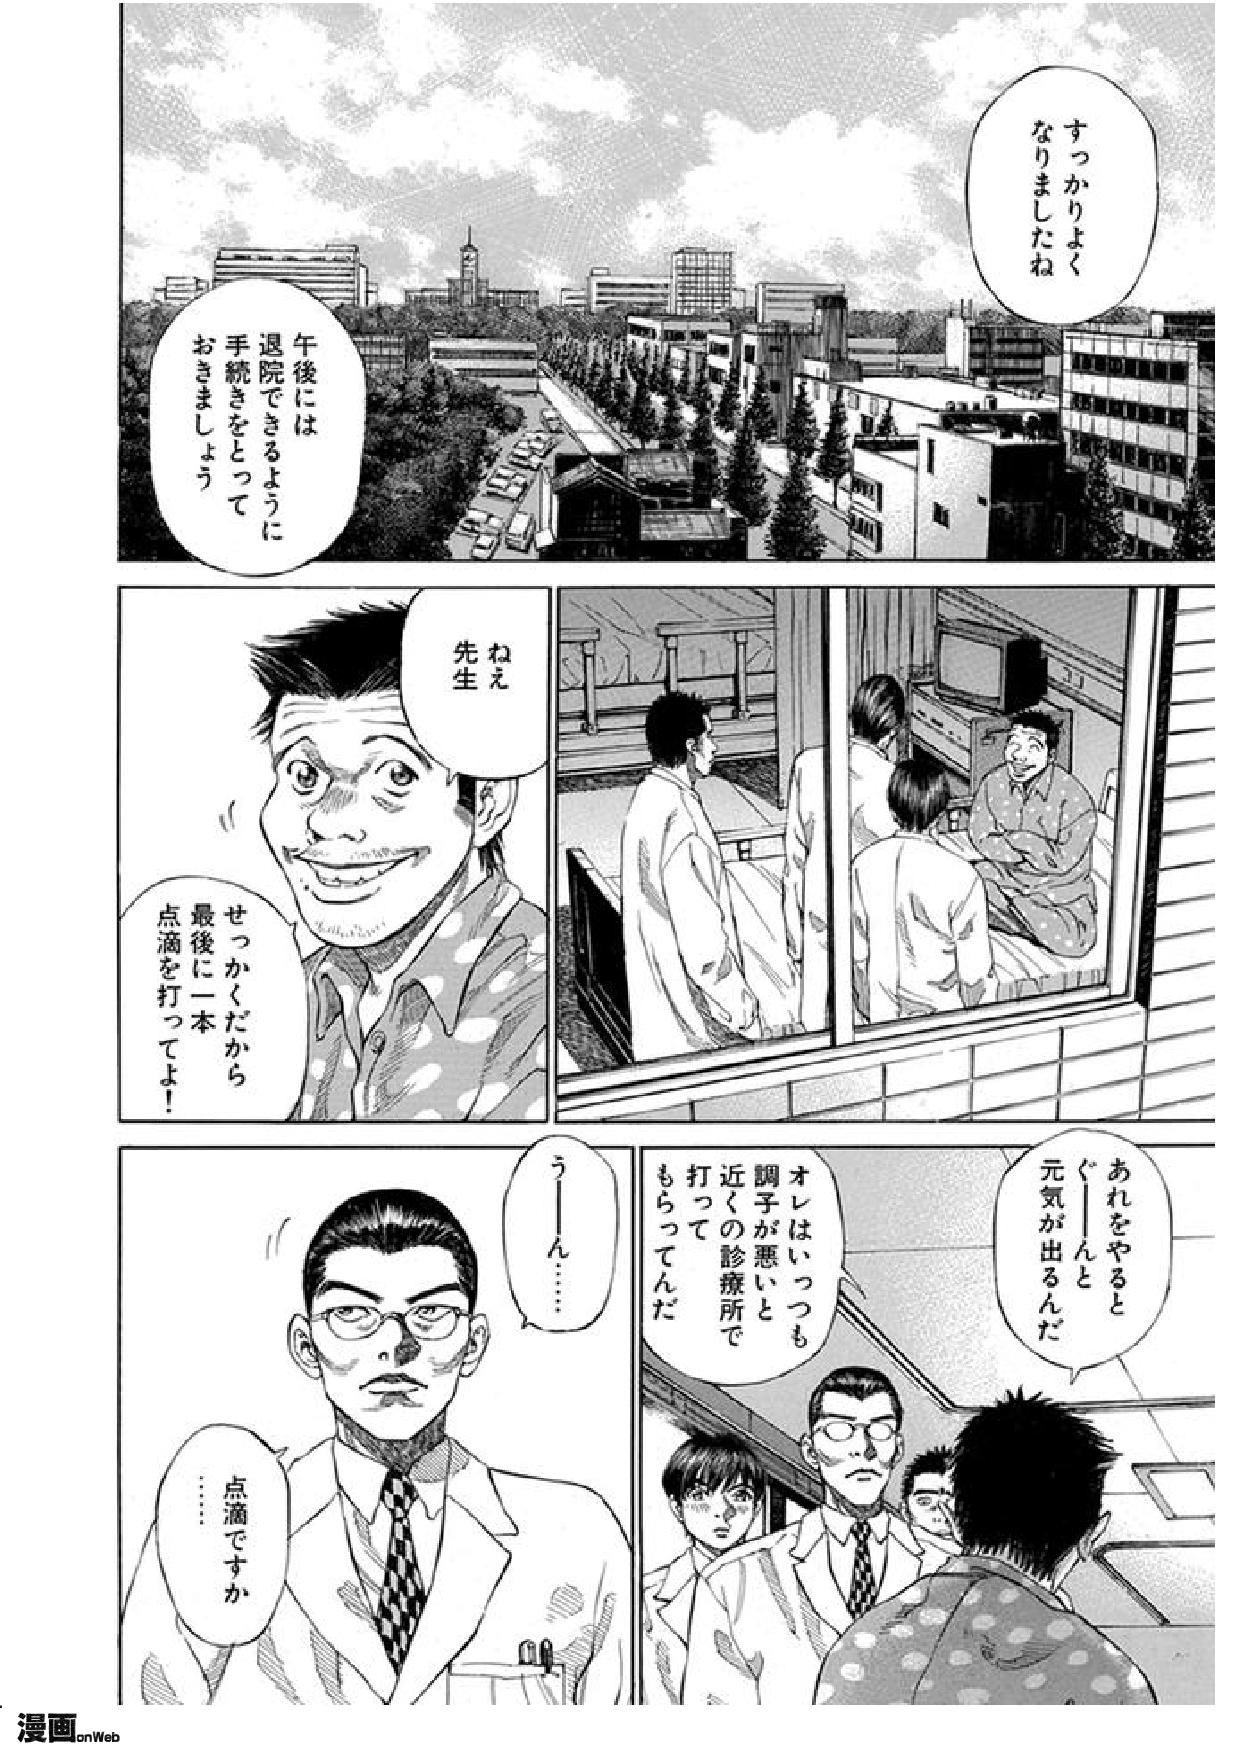 すっかりよく
なりましたね
午後には
退院できるように
手続きをとって
おきましょう
ねえ
先生
せっかくだから
最後に一本
点滴を打ってよ!
あれをやると
ぐ──んと
元気が出るんだ
オレはいっつも
調子が悪いと
近くの診療所で
打って
もらってんだ
う──ん……
点滴ですか
……
漫画onWeb